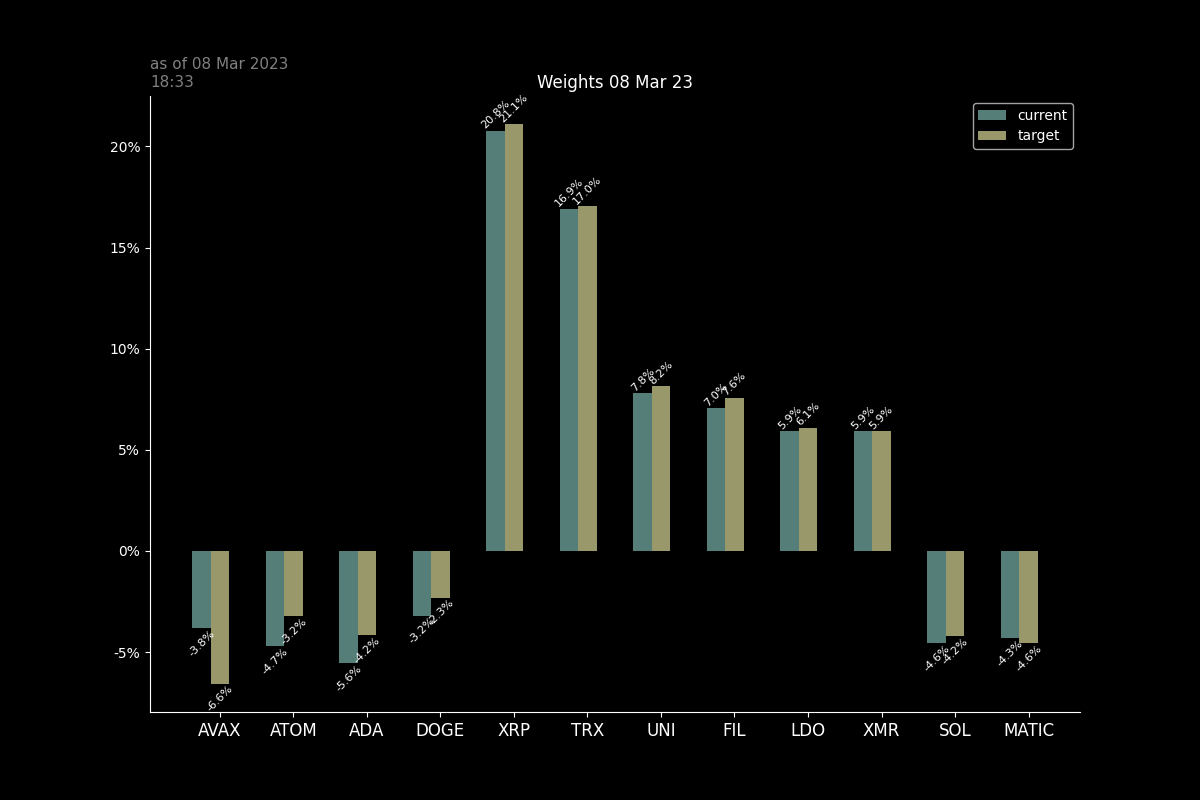 as of 08 Mar 2023
18:33
Weights 08 Mar 23
current
target
20%
15%
10%
5%
0%
-5%
-3.8%
-6.6%
-4.7%
-3.2%
-5.6%
-4.2%
-3.2%
-2.3%
20.8%
21.1%
16.9%
17.0%
7.8%
8.2%
7.0%
7.6%
5.9%
6.1%
5.9%
5.9%
-4.6%
-4.2%
-4.3%
-4.6%
AVAX
ATOM
ADA
DOGE
XRP
TRX
UNI
FIL
LDO
XMR
SOL
MATIC